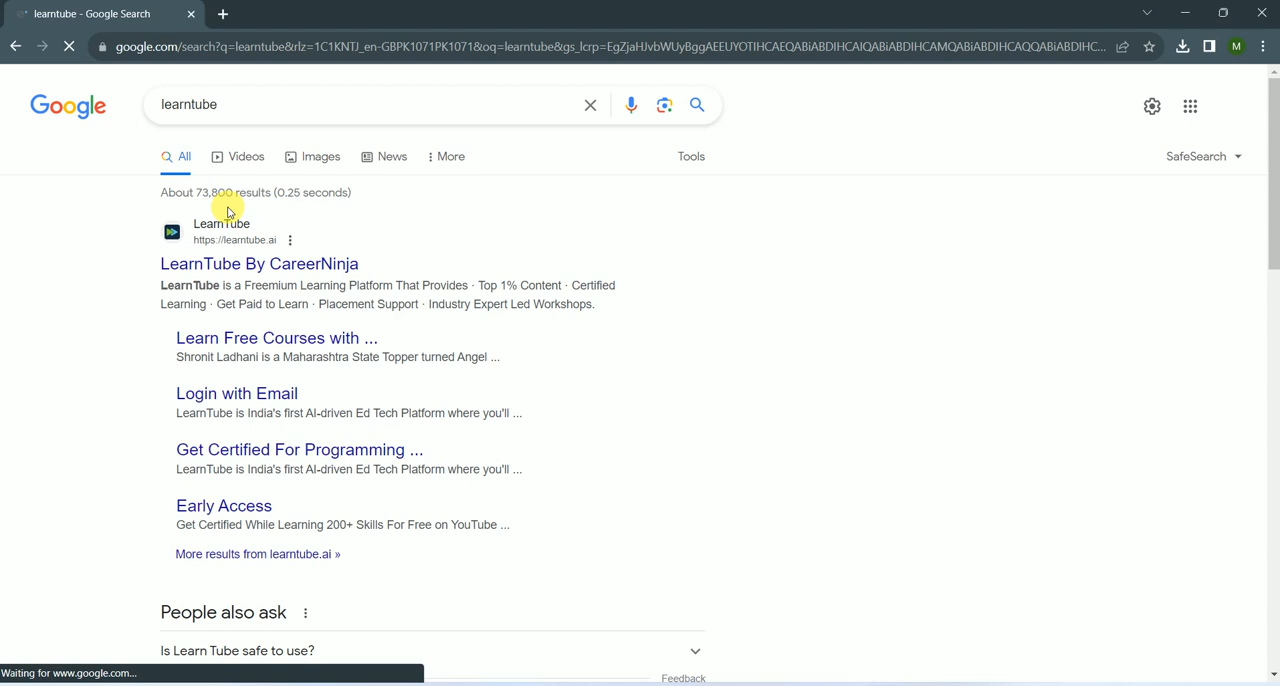 learntube - Google Search
google.com/search?q=learntube&rlz=1C1KNTJ_en-GBPK1071PK1071&oq=learntube&gs_lcrp=EgZjaHJvbWUyBggAEEUYOTIHCAEQABiABDIHCAIQABiABDIHCAMQABiABDIHCAQQABiABDIHC...
M
Google
learntube
All Videos Images News More Tools SafeSearch
About 73,800 results (0.25 seconds)
LearnTube
https://learntube.ai
LearnTube By CareerNinja
LearnTube is a Freemium Learning Platform That Provides · Top 1% Content · Certified
Learning · Get Paid to Learn · Placement Support · Industry Expert Led Workshops.
Learn Free Courses with ...
Shronit Ladhani is a Maharashtra State Topper turned Angel ...
Login with Email
LearnTube is India's first AI-driven Ed Tech Platform where you'll ...
Get Certified For Programming ...
LearnTube is India's first AI-driven Ed Tech Platform where you'll ...
Early Access
Get Certified While Learning 200+ Skills For Free on YouTube ...
More results from learntube.ai »
People also ask
Is Learn Tube safe to use?
Waiting for www.google.com...
Feedback